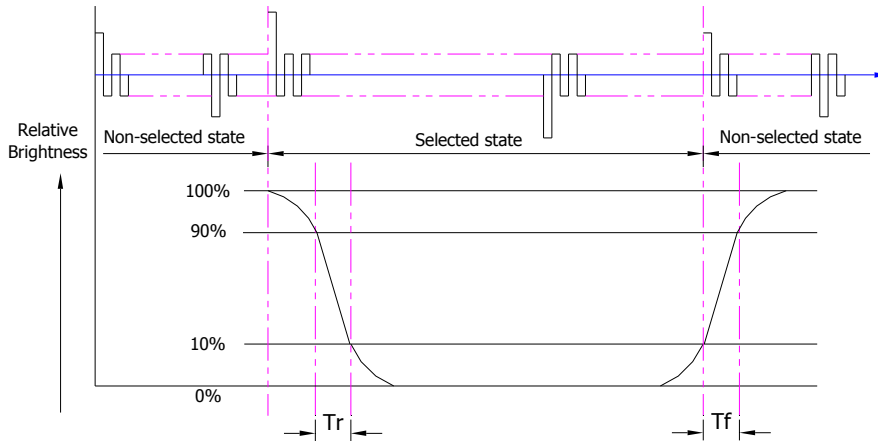 Relative
Brightness
Non-selected state
Selected state
Non-selected state
100%
90%
10%
0%
Tr
Tf